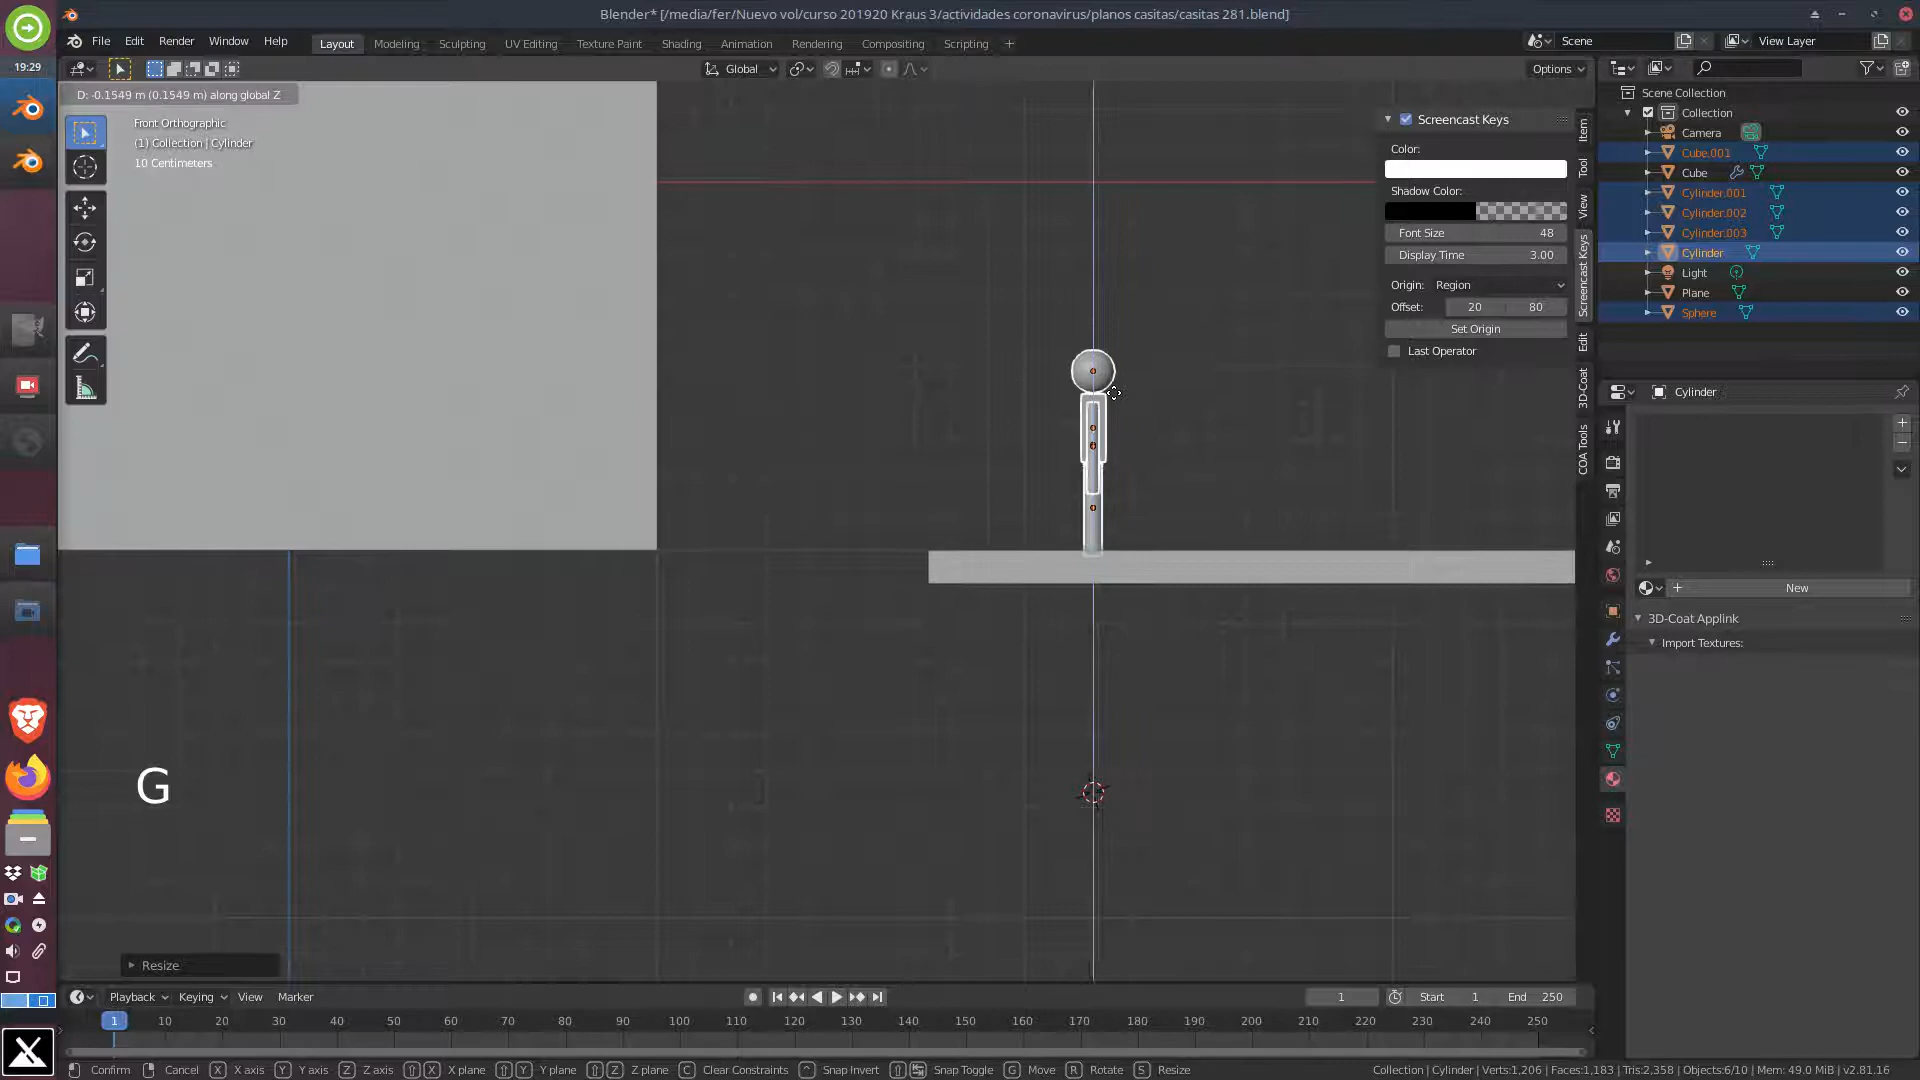 Blender* [/media/fer/Nuevo vol/curso 201920 Kraus 3/actividades coronavirus/planos casitas/casitas 281.blend]
File Edit Render Window Help
Layout Modeling Sculpting UV Editing Texture Paint Shading Animation Rendering Compositing Scripting +
Scene
View Layer
19:29
Global
Options
D: -0.1549 m (0.1549 m) along global Z
Front Orthographic
(1) Collection | Cylinder
10 Centimeters
Screencast Keys
Color:
Shadow Color:
Font Size 48
Display Time 3.00
Origin: Region
Offset: 20 80
Set Origin
Last Operator
Item
Tool
View
Screencast Keys
Edit
3D-Coat
COA Tools
Scene Collection
Collection
Camera
Cube.001
Cube
Cylinder.001
Cylinder.002
Cylinder.003
Cylinder
Light
Plane
Sphere
Cylinder
New
3D-Coat Applink
Import Textures:
G
Resize
Playback Keying View Marker
1
Start 1 End 250
1 10 20 30 40 50 60 70 80 90 100 110 120 130 140 150 160 170 180 190 200 210 220 230 240 250
Confirm Cancel X X axis Y Y axis Z Z axis X X plane Y Y plane Z Z plane C Clear Constraints Snap Invert Snap Toggle G Move R Rotate S Resize
Collection | Cylinder | Verts:1,206 | Faces:1,183 | Tris:2,358 | Objects:6/10 | Mem: 49.0 MiB | v2.81.16